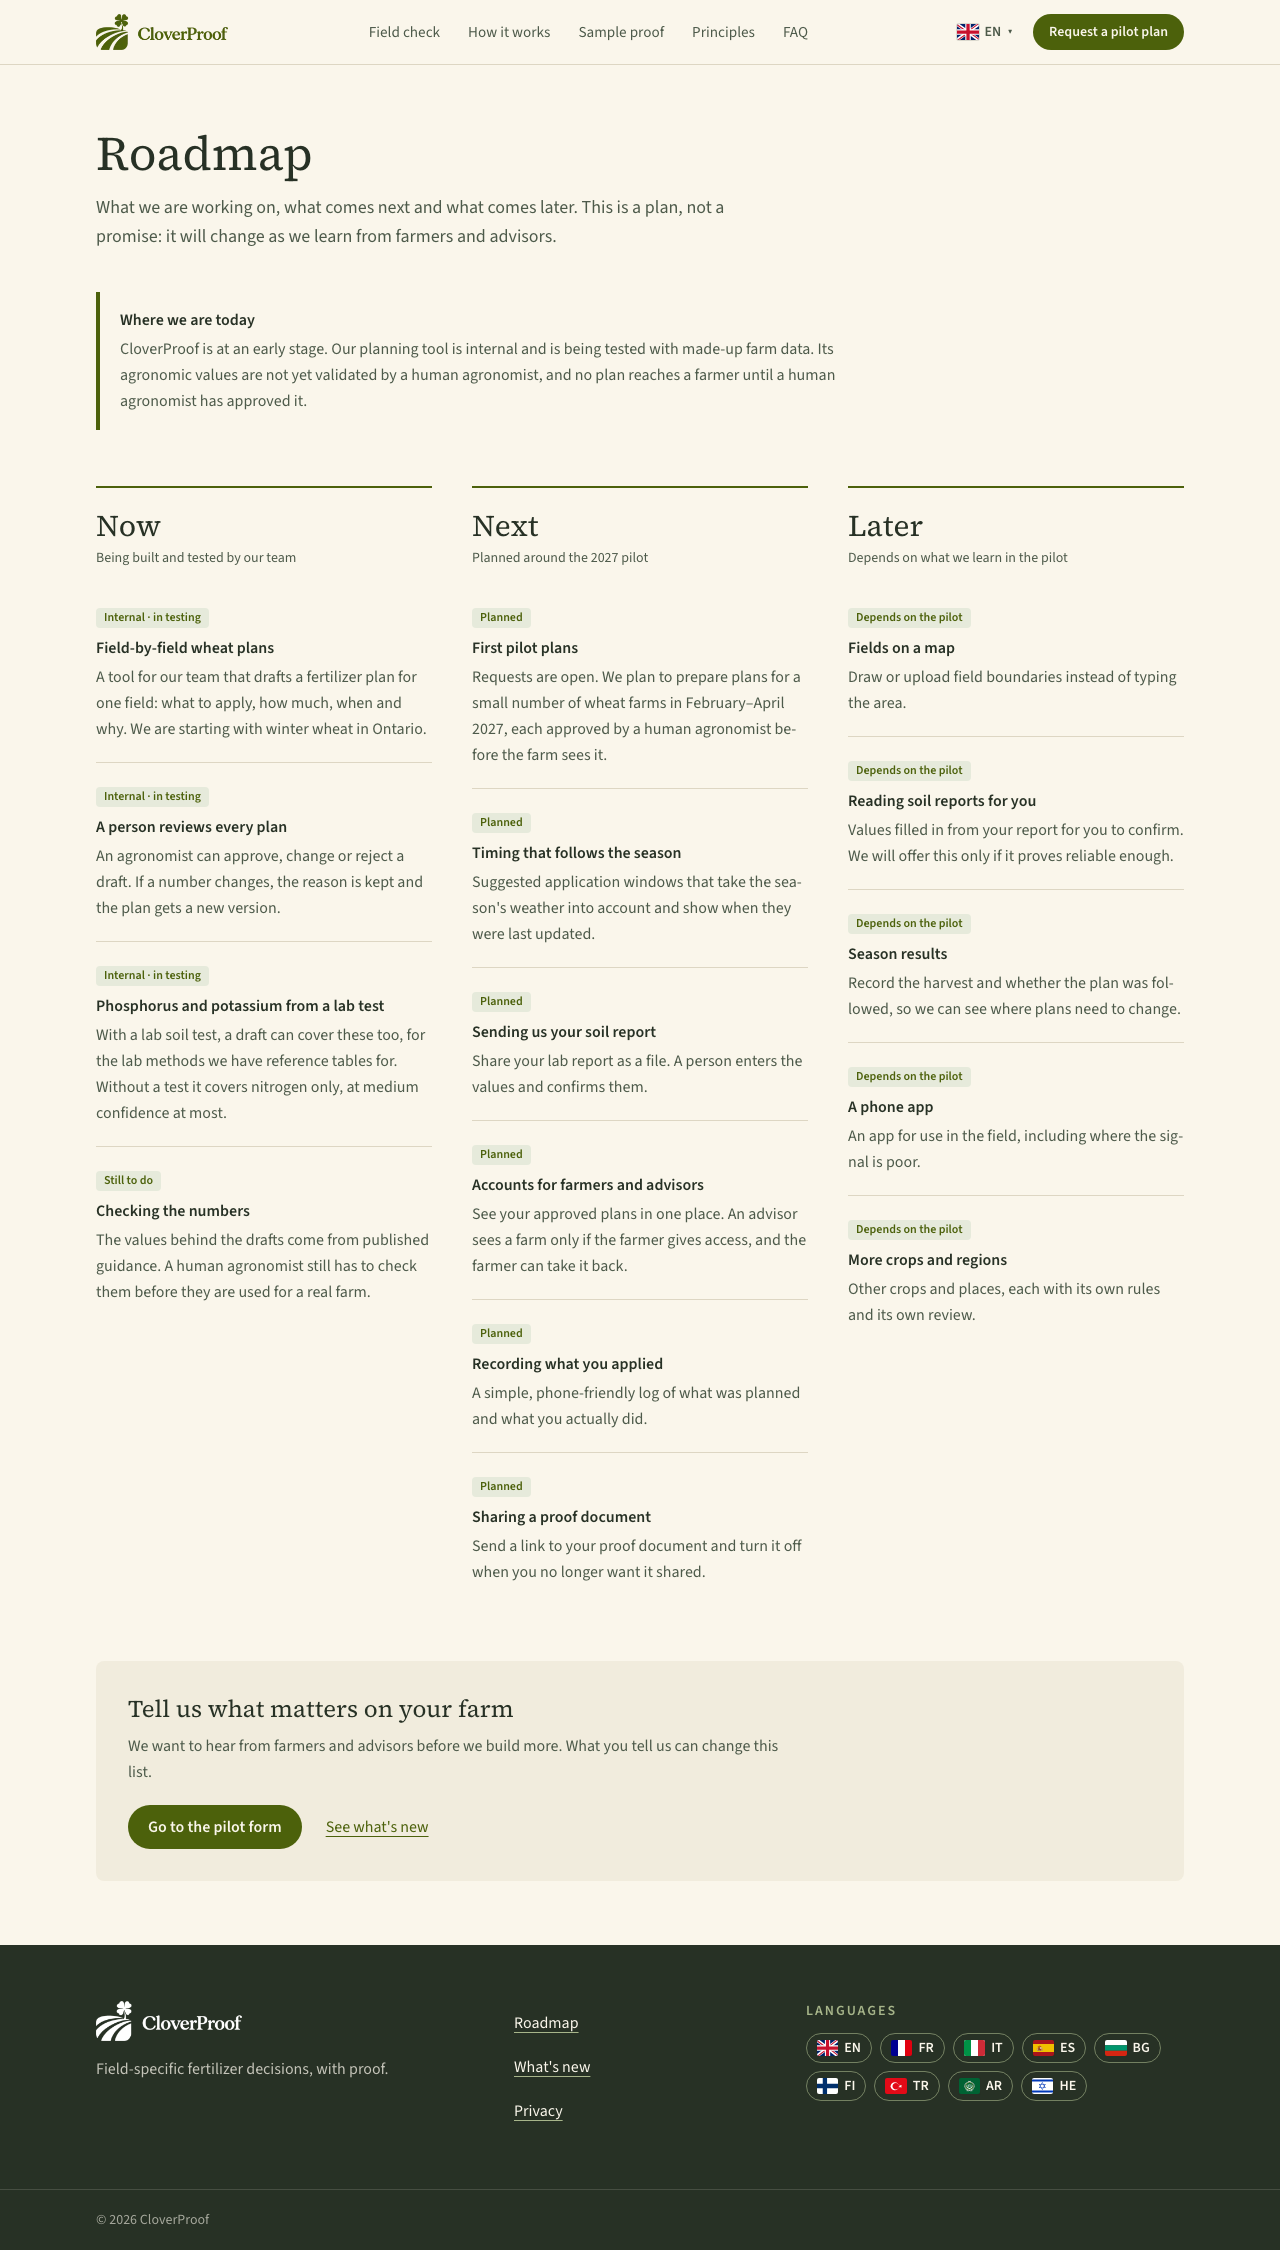 CloverProof
Field check
How it works
Sample proof
Principles
FAQ
EN
Request a pilot plan
Roadmap
What we are working on, what comes next and what comes later. This is a plan, not a
promise: it will change as we learn from farmers and advisors.
Where we are today
CloverProof is at an early stage. Our planning tool is internal and is being tested with made-up farm data. Its
agronomic values are not yet validated by a human agronomist, and no plan reaches a farmer until a human
agronomist has approved it.
Now
Being built and tested by our team
Internal · in testing
Field-by-field wheat plans
A tool for our team that drafts a fertilizer plan for
one field: what to apply, how much, when and
why. We are starting with winter wheat in Ontario.
Internal · in testing
A person reviews every plan
An agronomist can approve, change or reject a
draft. If a number changes, the reason is kept and
the plan gets a new version.
Internal · in testing
Phosphorus and potassium from a lab test
With a lab soil test, a draft can cover these too, for
the lab methods we have reference tables for.
Without a test it covers nitrogen only, at medium
confidence at most.
Still to do
Checking the numbers
The values behind the drafts come from published
guidance. A human agronomist still has to check
them before they are used for a real farm.
Next
Planned around the 2027 pilot
Planned
First pilot plans
Requests are open. We plan to prepare plans for a
small number of wheat farms in February–April
2027, each approved by a human agronomist be-
fore the farm sees it.
Planned
Timing that follows the season
Suggested application windows that take the sea-
son's weather into account and show when they
were last updated.
Planned
Sending us your soil report
Share your lab report as a file. A person enters the
values and confirms them.
Planned
Accounts for farmers and advisors
See your approved plans in one place. An advisor
sees a farm only if the farmer gives access, and the
farmer can take it back.
Planned
Recording what you applied
A simple, phone-friendly log of what was planned
and what you actually did.
Planned
Sharing a proof document
Send a link to your proof document and turn it off
when you no longer want it shared.
Later
Depends on what we learn in the pilot
Depends on the pilot
Fields on a map
Draw or upload field boundaries instead of typing
the area.
Depends on the pilot
Reading soil reports for you
Values filled in from your report for you to confirm.
We will offer this only if it proves reliable enough.
Depends on the pilot
Season results
Record the harvest and whether the plan was fol-
lowed, so we can see where plans need to change.
Depends on the pilot
A phone app
An app for use in the field, including where the sig-
nal is poor.
Depends on the pilot
More crops and regions
Other crops and places, each with its own rules
and its own review.
Tell us what matters on your farm
We want to hear from farmers and advisors before we build more. What you tell us can change this
list.
Go to the pilot form
See what's new
CloverProof
Field-specific fertilizer decisions, with proof.
Roadmap
What's new
Privacy
LANGUAGES
EN
FR
IT
ES
BG
FI
TR
AR
HE
© 2026 CloverProof